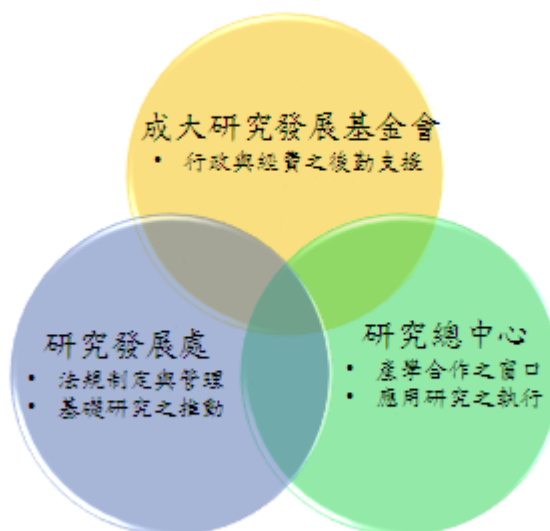 成大研究發展基金會
• 行政與經費之後勤支援
研究發展處
• 法規制定與管理
• 基礎研究之推動
研究總中心
• 產學合作之窗口
• 應用研究之執行